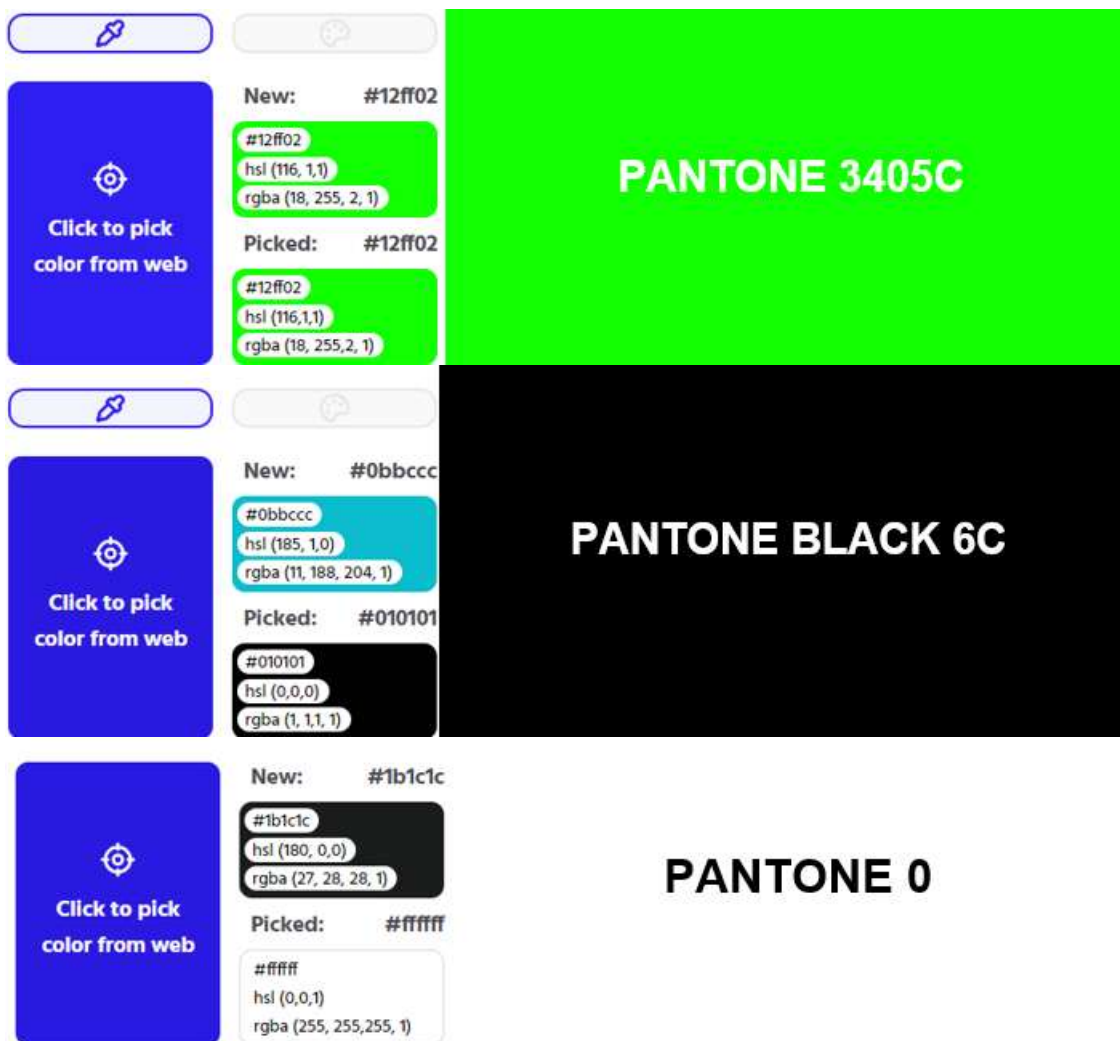 New: #12ff02
#12ff02
hsl (116, 1,1)
rgba (18, 255, 2, 1)
Click to pick
color from web
Picked: #12ff02
#12ff02
hsl (116,1,1)
rgba (18, 255,2, 1)
PANTONE 3405C
New: #0bbccc
#0bbccc
hsl (185, 1,0)
rgba (11, 188, 204, 1)
Click to pick
color from web
Picked: #010101
#010101
hsl (0,0,0)
rgba (1, 1,1, 1)
PANTONE BLACK 6C
New: #1b1c1c
#1b1c1c
hsl (180, 0,0)
rgba (27, 28, 28, 1)
Click to pick
color from web
Picked: #ffffff
#ffffff
hsl (0,0,1)
rgba (255, 255,255, 1)
PANTONE 0